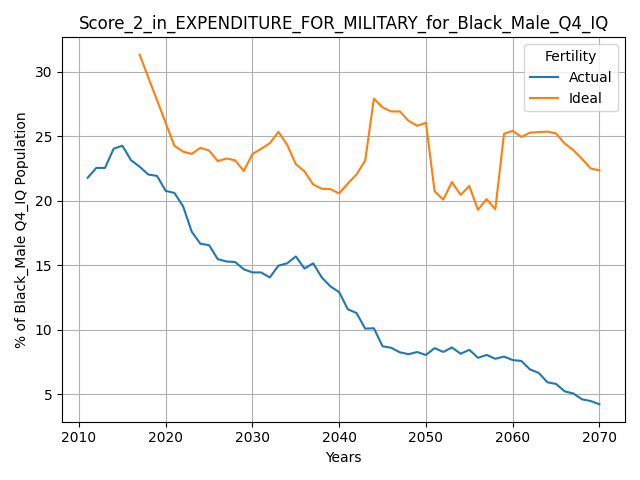 Score_2_in_EXPENDITURE_FOR_MILITARY_for_Black_Male_Q4_IQ
Fertility
Actual
Ideal
% of Black_Male Q4_IQ Population
30
25
20
15
10
5
2010 2020 2030 2040 2050 2060 2070
Years